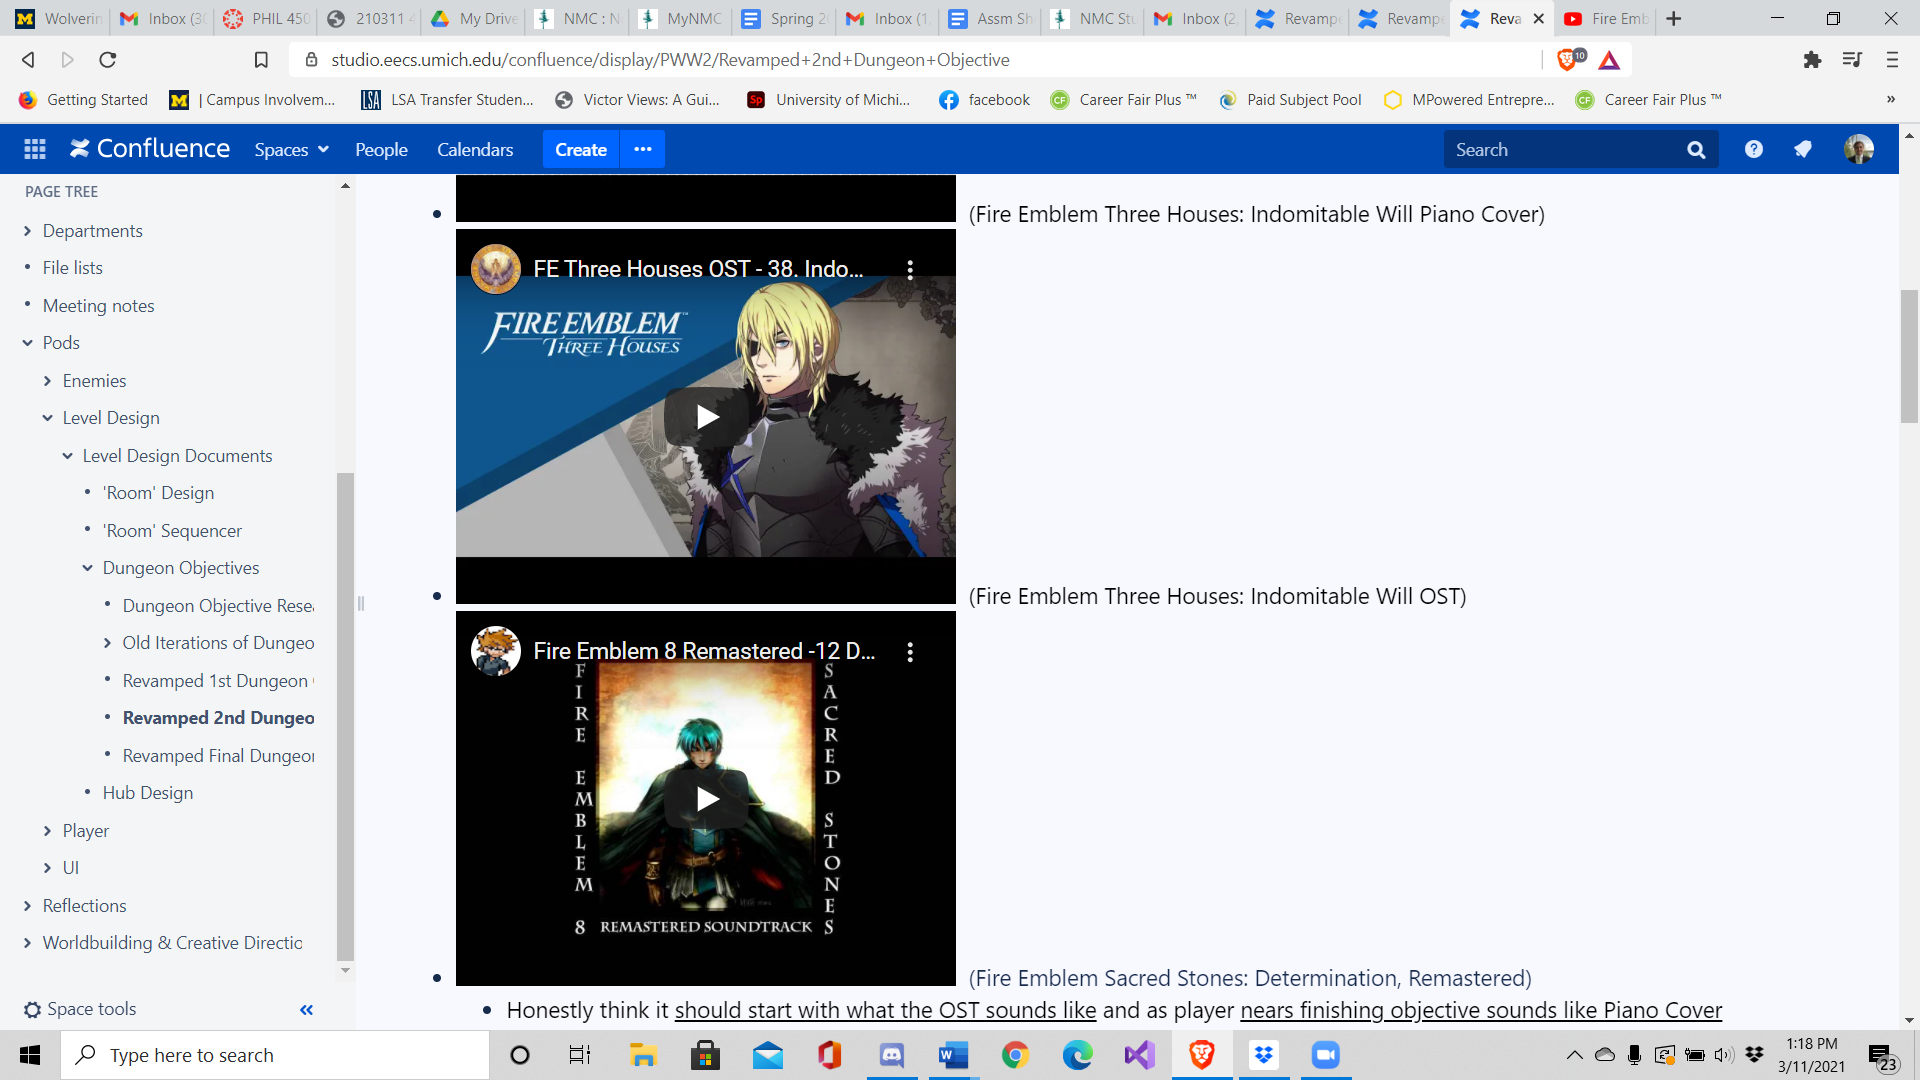 Wolverin
Inbox (30
PHIL 450
210311 4
My Drive
NMC : N
MyNMC
Spring 2
Inbox (1,
Assm Sh
NMC Stu
Inbox (2,
Revampe
Revampe
Reva
Fire Emb
studio.eecs.umich.edu/confluence/display/PWW2/Revamped+2nd+Dungeon+Objective
10
Getting Started
| Campus Involvem...
LSA Transfer Studen...
Victor Views: A Gui...
University of Michi...
facebook
Career Fair Plus ™
Paid Subject Pool
MPowered Entrepre...
Career Fair Plus ™
»
Confluence
Spaces
People
Calendars
Create
Search
PAGE TREE
Departments
File lists
Meeting notes
Pods
Enemies
Level Design
Level Design Documents
'Room' Design
'Room' Sequencer
Dungeon Objectives
Dungeon Objective Resea
Old Iterations of Dungeo
Revamped 1st Dungeon
Revamped 2nd Dungeo
Revamped Final Dungeon
Hub Design
Player
UI
Reflections
Worldbuilding & Creative Directio
Space tools
(Fire Emblem Three Houses: Indomitable Will Piano Cover)
FE Three Houses OST - 38. Indo...
FIRE EMBLEM™
THREE HOUSES
(Fire Emblem Three Houses: Indomitable Will OST)
Fire Emblem 8 Remastered -12 D...
FIRE EMBLEM
8 REMASTERED SOUNDTRACK
SACRED STONES
(Fire Emblem Sacred Stones: Determination, Remastered)
Honestly think it should start with what the OST sounds like and as player nears finishing objective sounds like Piano Cover
Type here to search
1:18 PM
3/11/2021
23